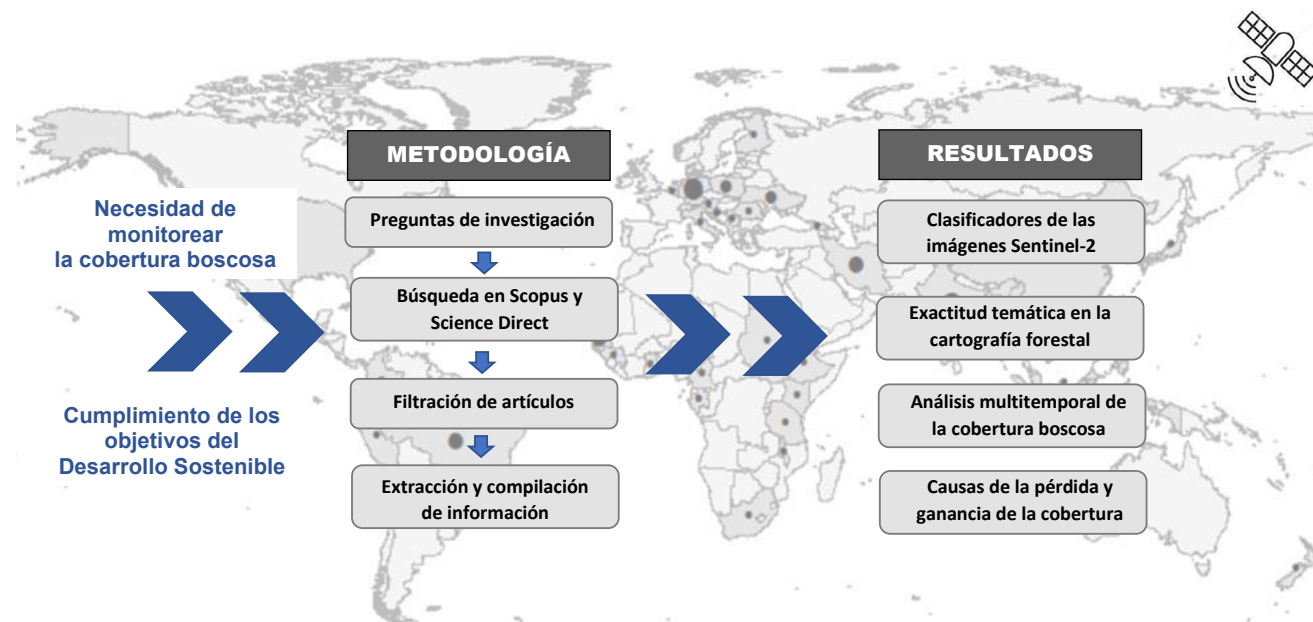 Necesidad de
monitorear
la cobertura boscosa
Cumplimiento de los
objetivos del
Desarrollo Sostenible
METODOLOGÍA
Preguntas de investigación
Búsqueda en Scopus y
Science Direct
Filtración de artículos
Extracción y compilación
de información
RESULTADOS
Clasificadores de las
imágenes Sentinel-2
Exactitud temática en la
cartografía forestal
Análisis multitemporal de
la cobertura boscosa
Causas de la pérdida y
ganancia de la cobertura